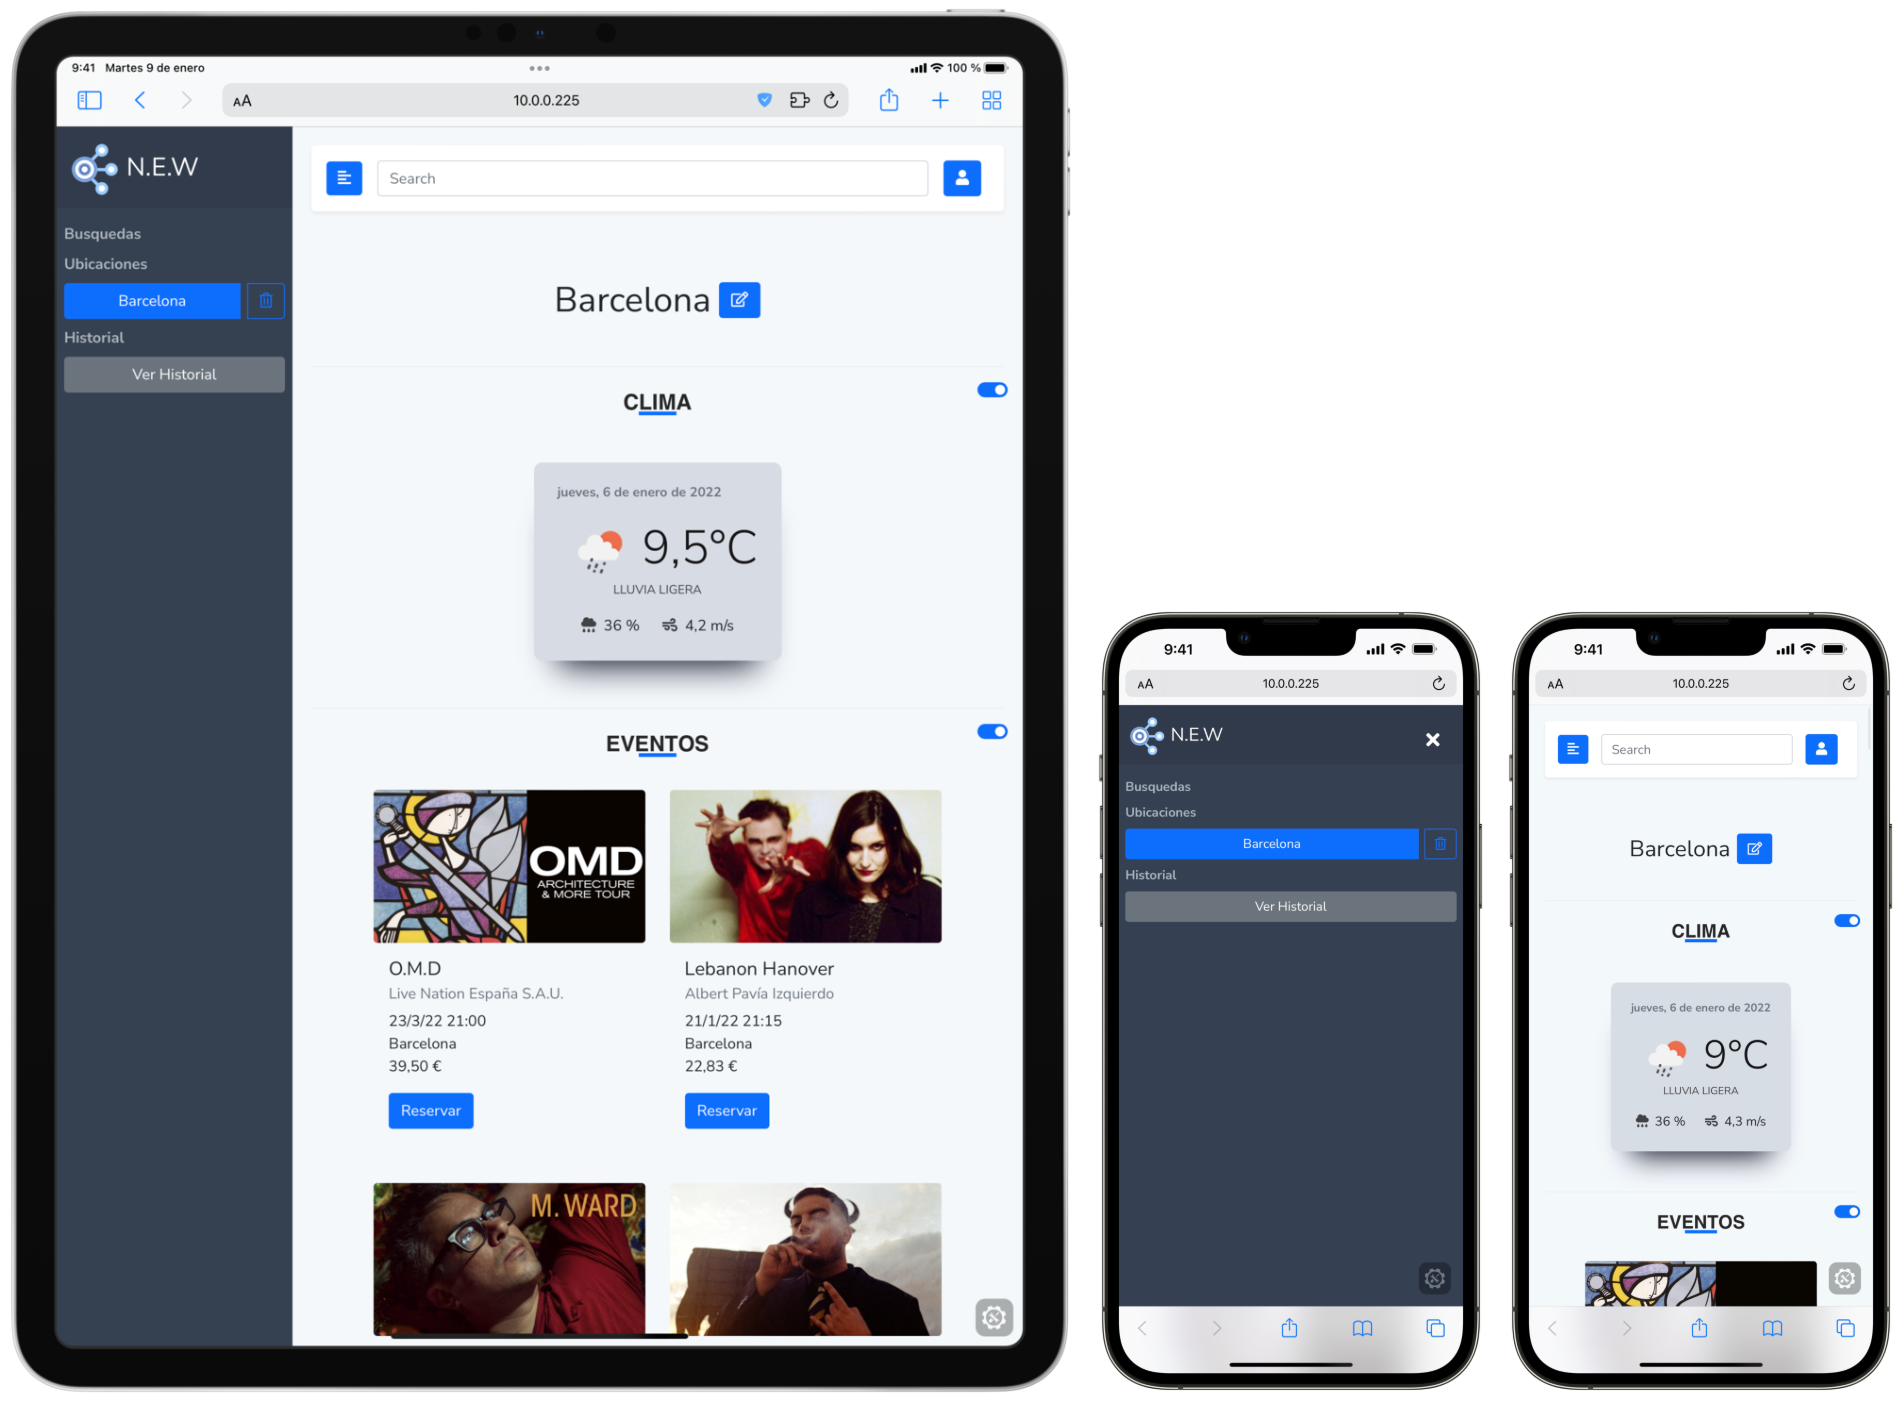 9:41 Martes 9 de enero
100 %
AA
10.0.0.225
N.E.W
Search
Busquedas
Ubicaciones
Barcelona
Historial
Ver Historial
Barcelona
CLIMA
jueves, 6 de enero de 2022
9,5°C
LLUVIA LIGERA
36 % 4,2 m/s
EVENTOS
OMD
ARCHITECTURE
& MORE TOUR
O.M.D
Live Nation España S.A.U.
23/3/22 21:00
Barcelona
39,50 €
Reservar
Lebanon Hanover
Albert Pavía Izquierdo
21/1/22 21:15
Barcelona
22,83 €
Reservar
M. WARD
9:41
AA 10.0.0.225
N.E.W
Busquedas
Ubicaciones
Barcelona
Historial
Ver Historial
9:41
AA 10.0.0.225
Search
Barcelona
CLIMA
jueves, 6 de enero de 2022
9°C
LLUVIA LIGERA
36 % 4,3 m/s
EVENTOS